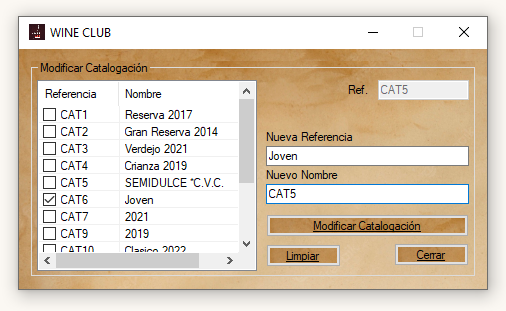 WINE CLUB
Modificar Catalogación
Referencia Nombre
CAT1 Reserva 2017
CAT2 Gran Reserva 2014
CAT3 Verdejo 2021
CAT4 Crianza 2019
CAT5 SEMIDULCE "C.V.C.
CAT6 Joven
CAT7 2021
CAT9 2019
CAT10 Clasico 2022
Ref. CAT5
Nueva Referencia
Joven
Nuevo Nombre
CAT5
Modificar Catalogación
Limpiar Cerrar